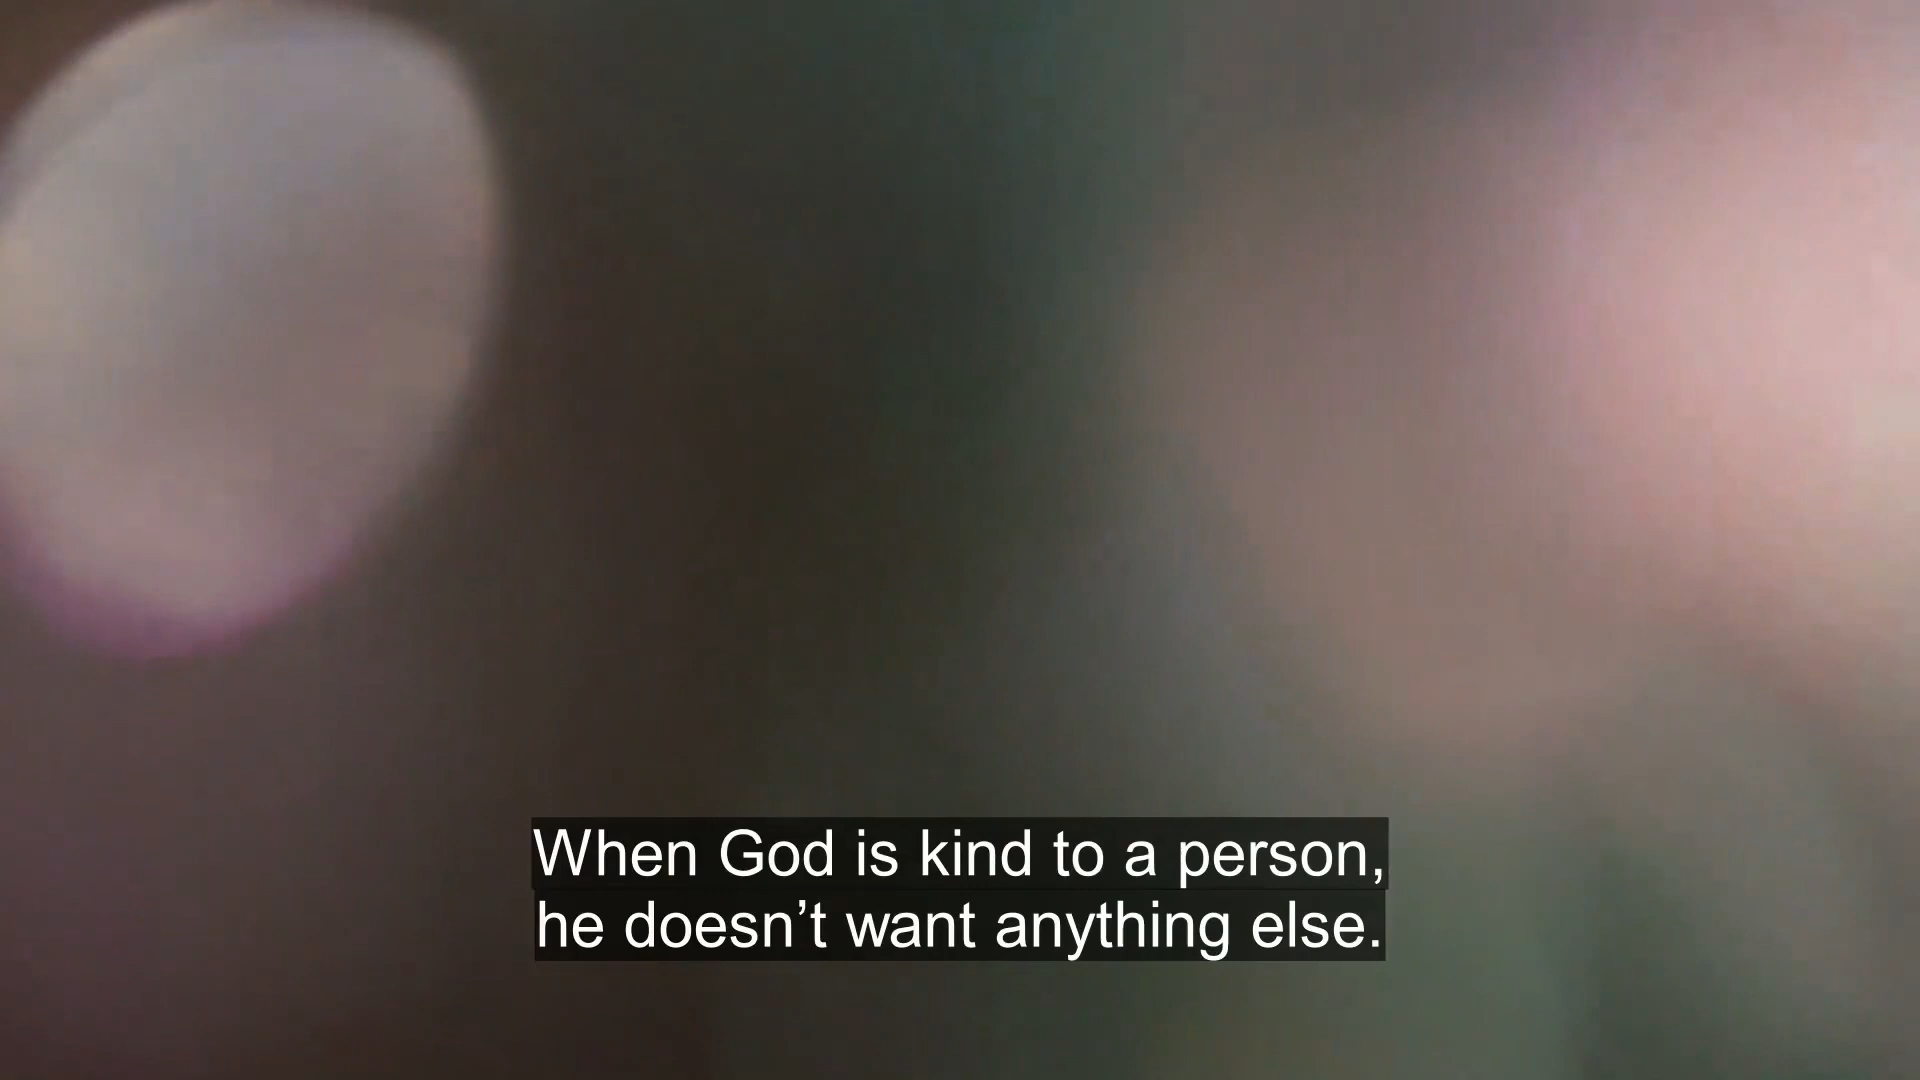 When God is kind to a person,
he doesn’t want anything else.